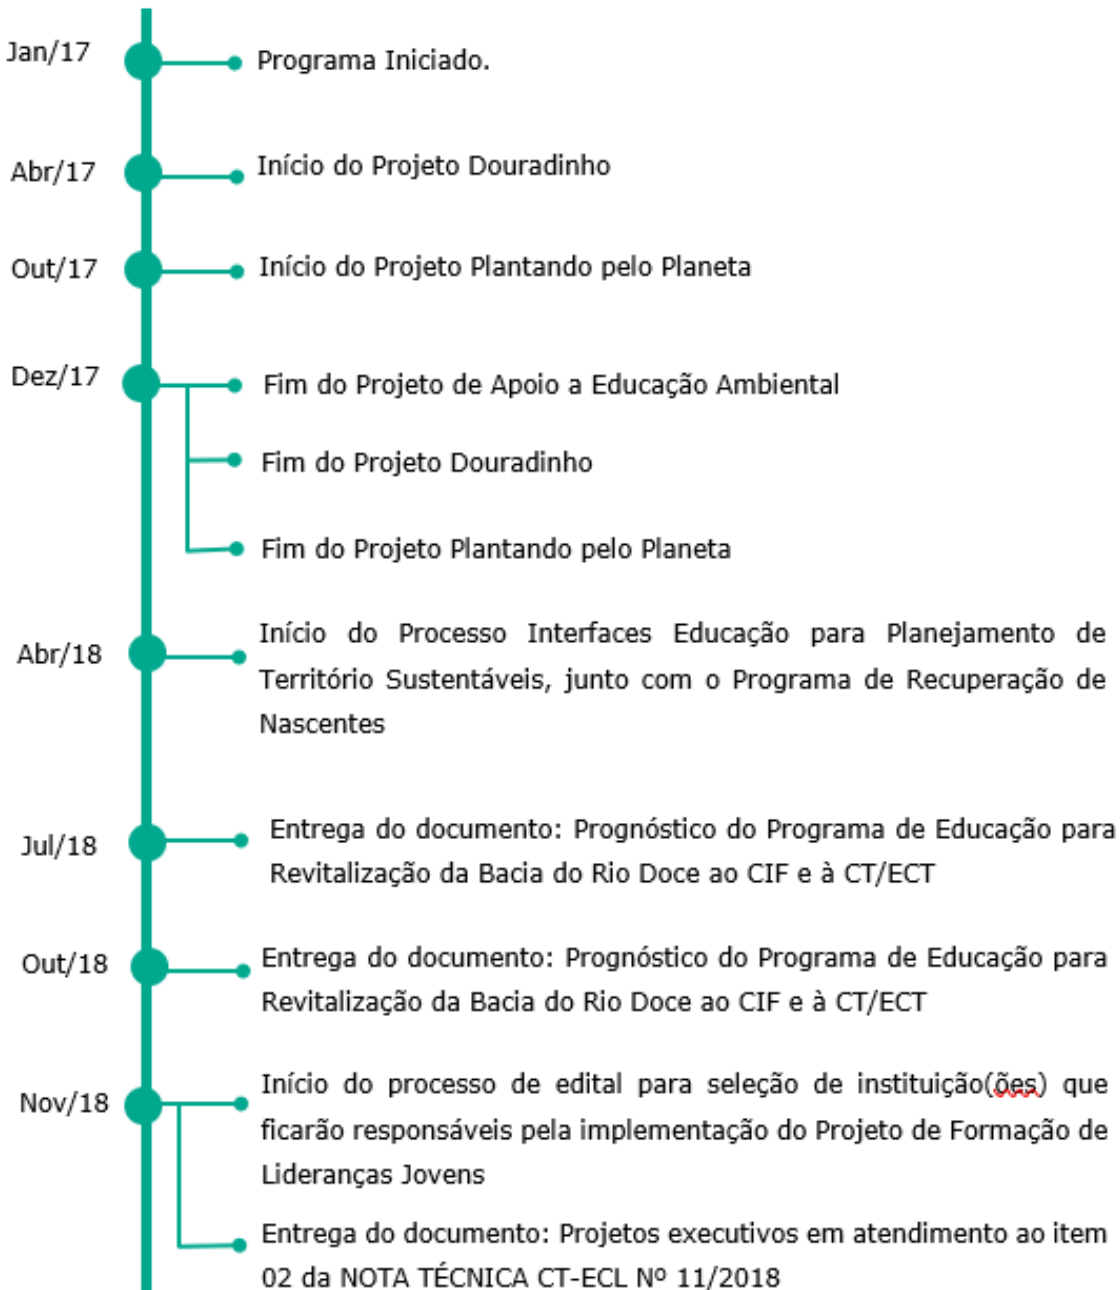 Jan/17
Programa Iniciado.
Abr/17
Início do Projeto Douradinho
Out/17
Início do Projeto Plantando pelo Planeta
Dez/17
Fim do Projeto de Apoio a Educação Ambiental
Fim do Projeto Douradinho
Fim do Projeto Plantando pelo Planeta
Abr/18
Início do Processo Interfaces Educação para Planejamento de
Território Sustentáveis, junto com o Programa de Recuperação de
Nascentes
Jul/18
Entrega do documento: Prognóstico do Programa de Educação para
Revitalização da Bacia do Rio Doce ao CIF e à CT/ECT
Out/18
Entrega do documento: Prognóstico do Programa de Educação para
Revitalização da Bacia do Rio Doce ao CIF e à CT/ECT
Nov/18
Início do processo de edital para seleção de instituição(ões) que
ficarão responsáveis pela implementação do Projeto de Formação de
Lideranças Jovens
Entrega do documento: Projetos executivos em atendimento ao item
02 da NOTA TÉCNICA CT-ECL Nº 11/2018